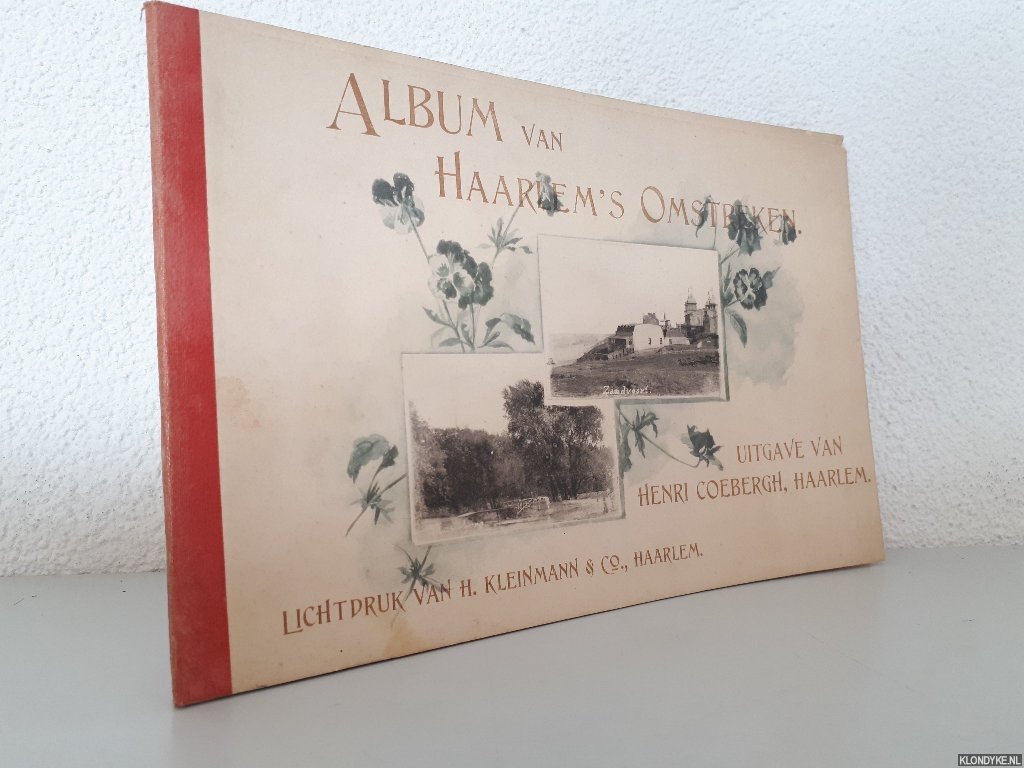 ALBUM VAN
HAARLEM'S OMSTREKEN.
Zandvoort.
UITGAVE VAN
HENRI COEBERGH, HAARLEM.
LICHTDRUK VAN H. KLEINMANN & Co., HAARLEM.
KLONDYKE.NL